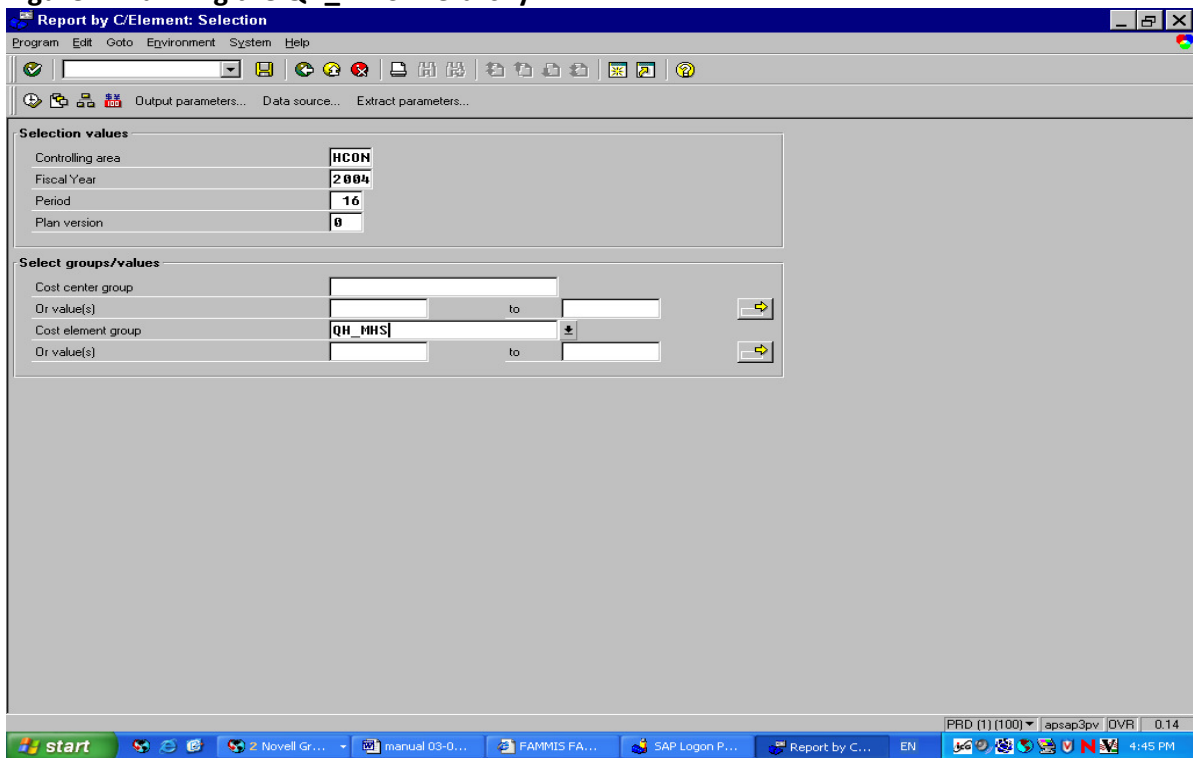 Report by C/Element: Selection
Program Edit Goto Environment System Help
Output parameters... Data source... Extract parameters...
Selection values
Controlling area HCON
Fiscal Year 2004
Period 16
Plan version 0
Select groups/values
Cost center group
Or value(s) to
Cost element group QH_MHS
Or value(s) to
PRD (1) (100) apsap3pv OVR 0.14
start 2 Novell Gr... manual 03-0... FAMMIS FA... SAP Logon P... Report by C... EN 4:45 PM